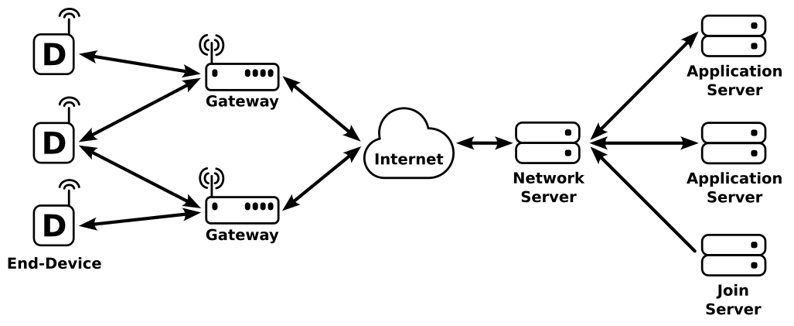 D
Gateway
D
Internet
D
Gateway
End-Device
Network
Server
Application
Server
Application
Server
Join
Server